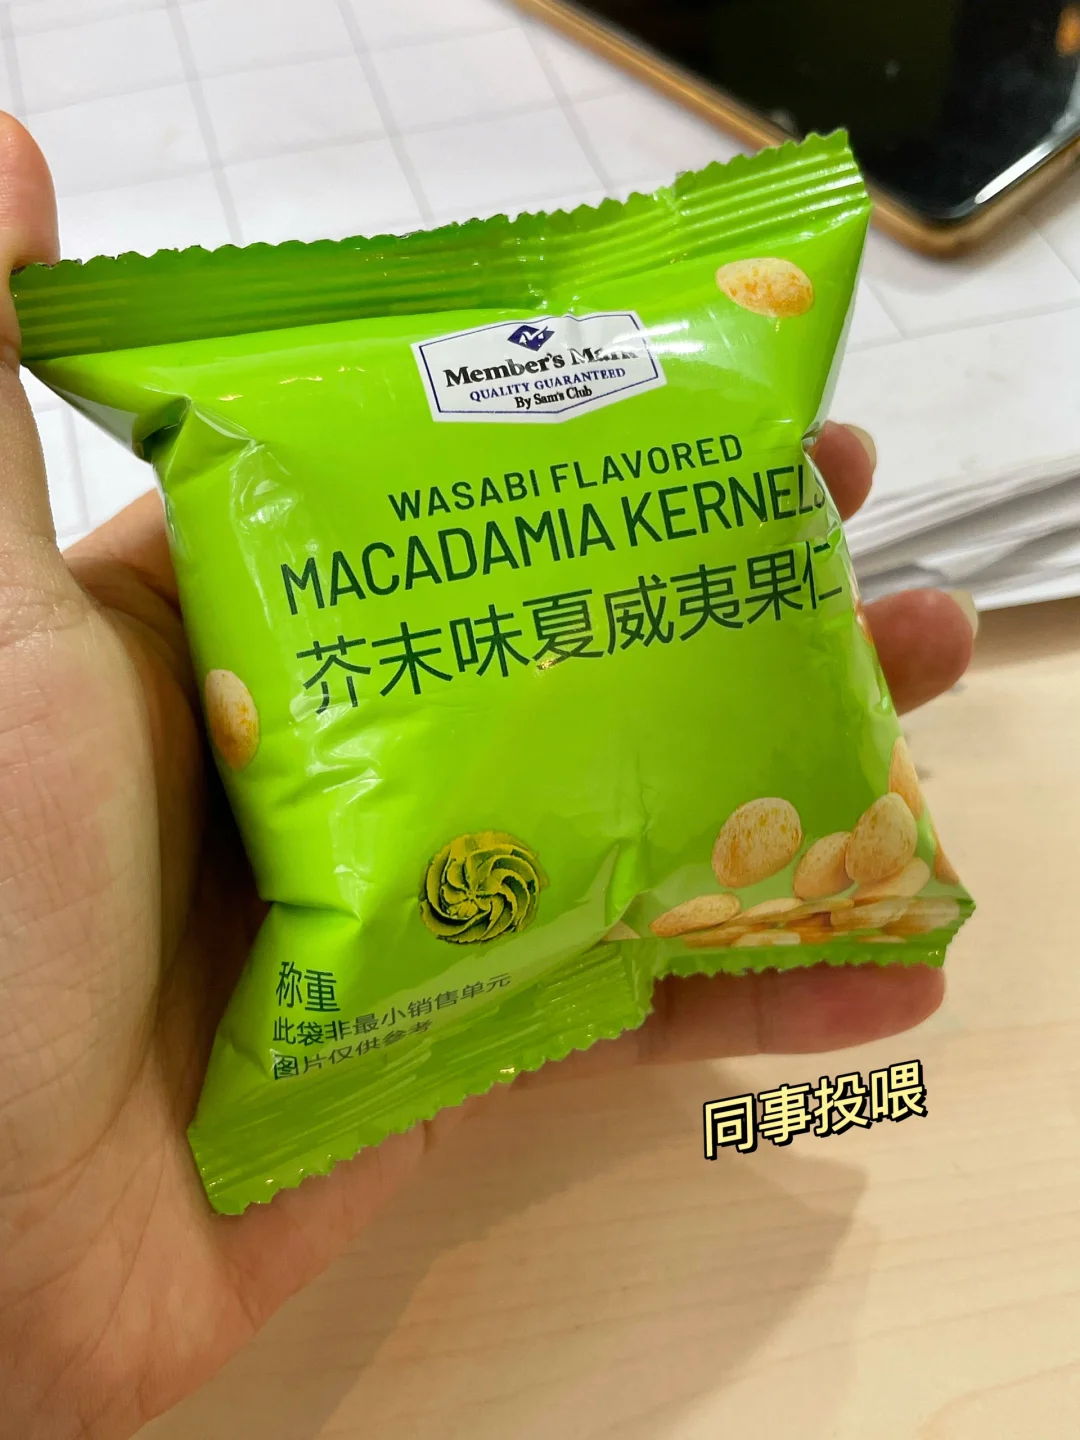 Member's Mark
QUALITY GUARANTEED
By Sam's Club
WASABI FLAVORED
MACADAMIA KERNELS
芥末味夏威夷果仁
称重
此袋非最小销售单元
图片仅供参考
同事投喂